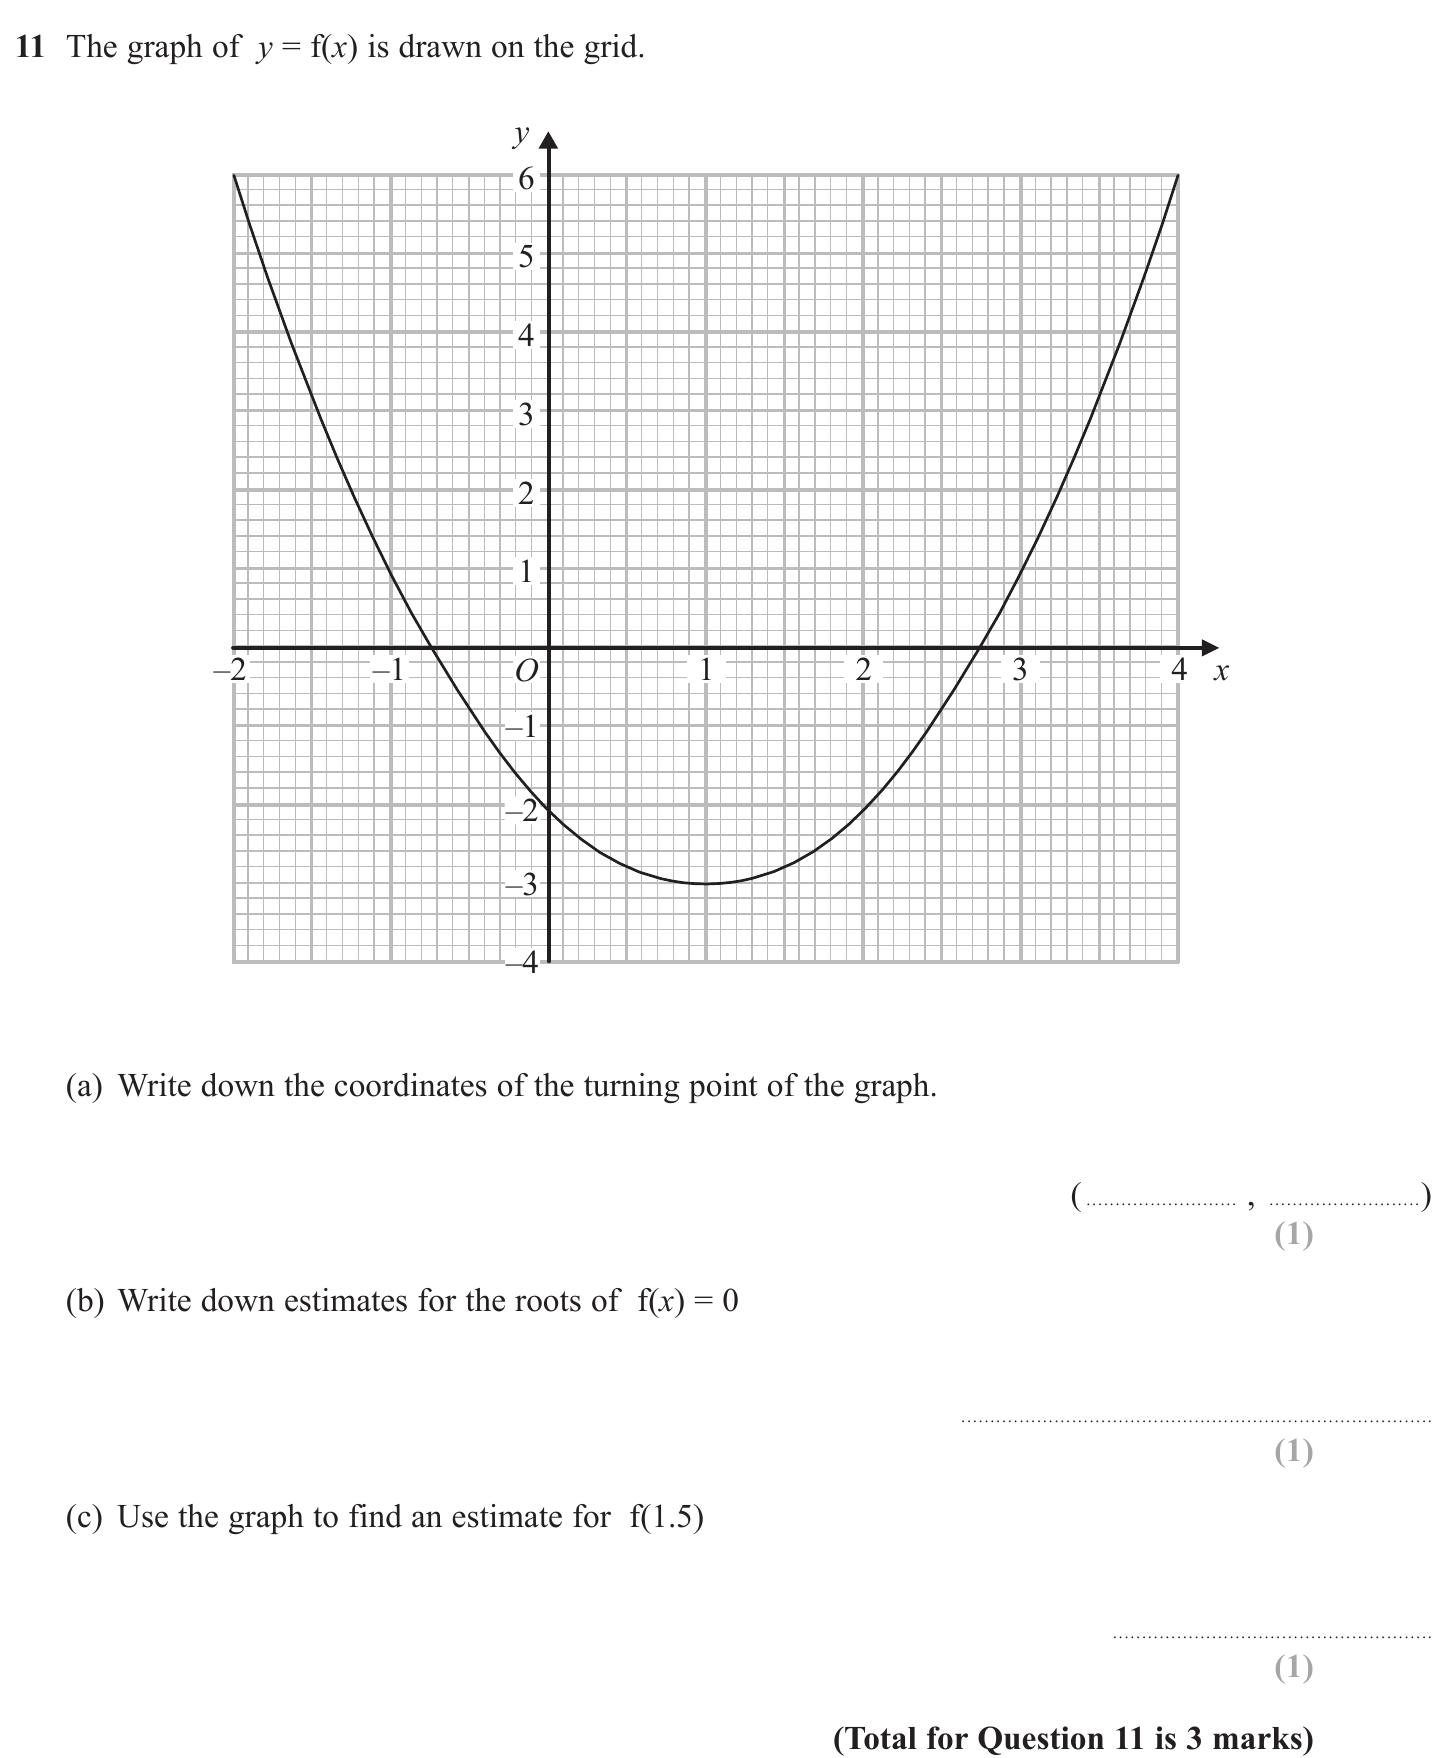 11 The graph of y = f(x) is drawn on the grid.
y
6
5
4
3
2
1
–2 –1 O 1 2 3 4 x
–1
–2
–3
–4
(a) Write down the coordinates of the turning point of the graph.
(.........................., ..........................)
(1)
(b) Write down estimates for the roots of f(x) = 0
................................................................................
(1)
(c) Use the graph to find an estimate for f(1.5)
.......................................................
(1)
(Total for Question 11 is 3 marks)